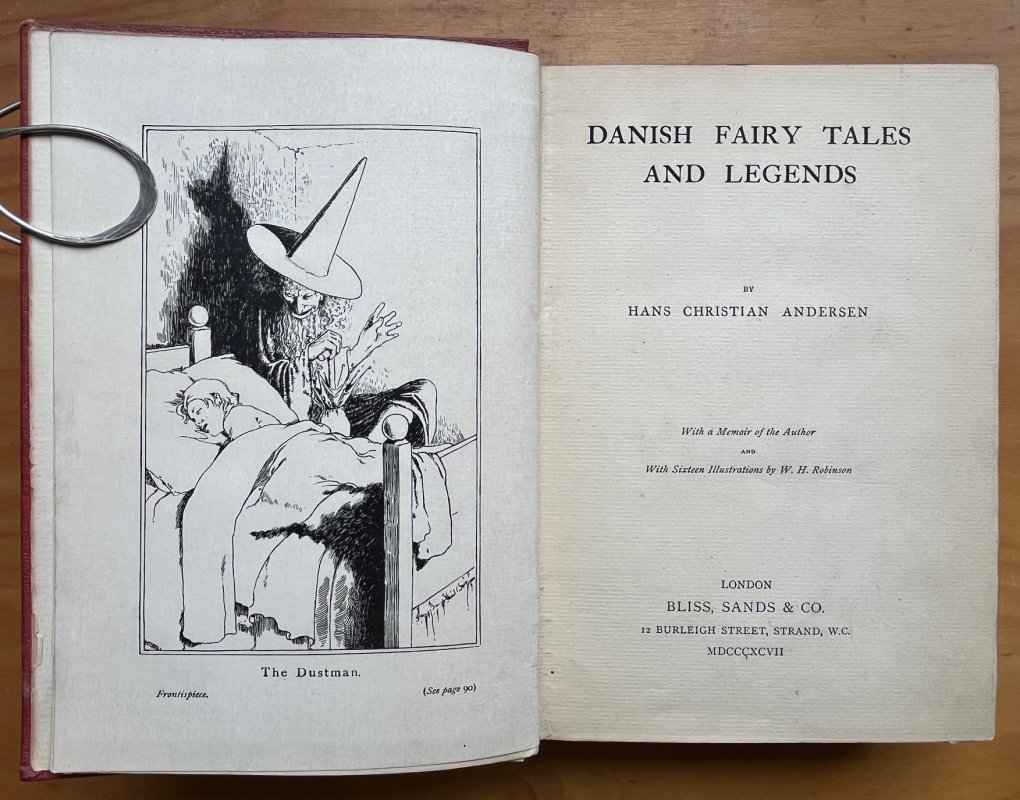 The Dustman.
Frontispiece.
(See page 90)
DANISH FAIRY TALES
AND LEGENDS
BY
HANS CHRISTIAN ANDERSEN
With a Memoir of the Author
AND
With Sixteen Illustrations by W. H. Robinson
LONDON
BLISS, SANDS & CO.
12 BURLEIGH STREET, STRAND, W.C.
MDCCCXCVII